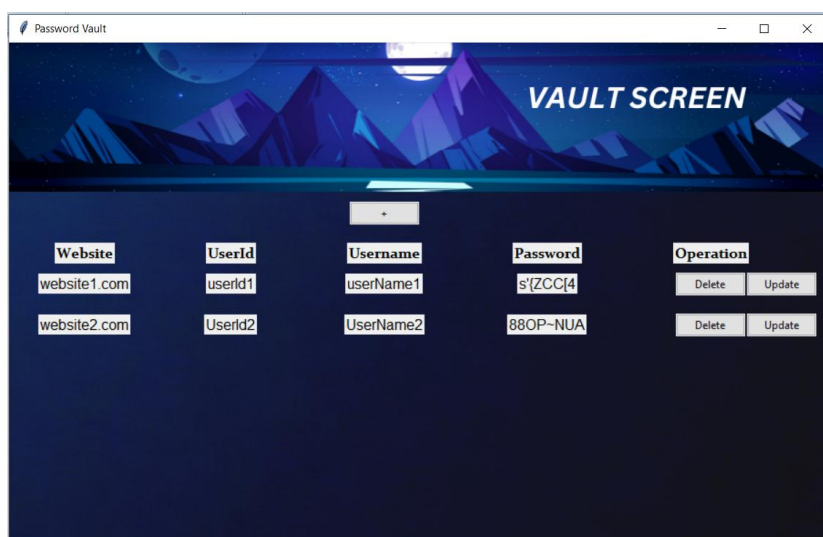 Password Vault
VAULT SCREEN
+
Website UserId Username Password Operation
website1.com userId1 userName1 s'{ZCC[4 Delete Update
website2.com UserId2 UserName2 88OP~NUA Delete Update